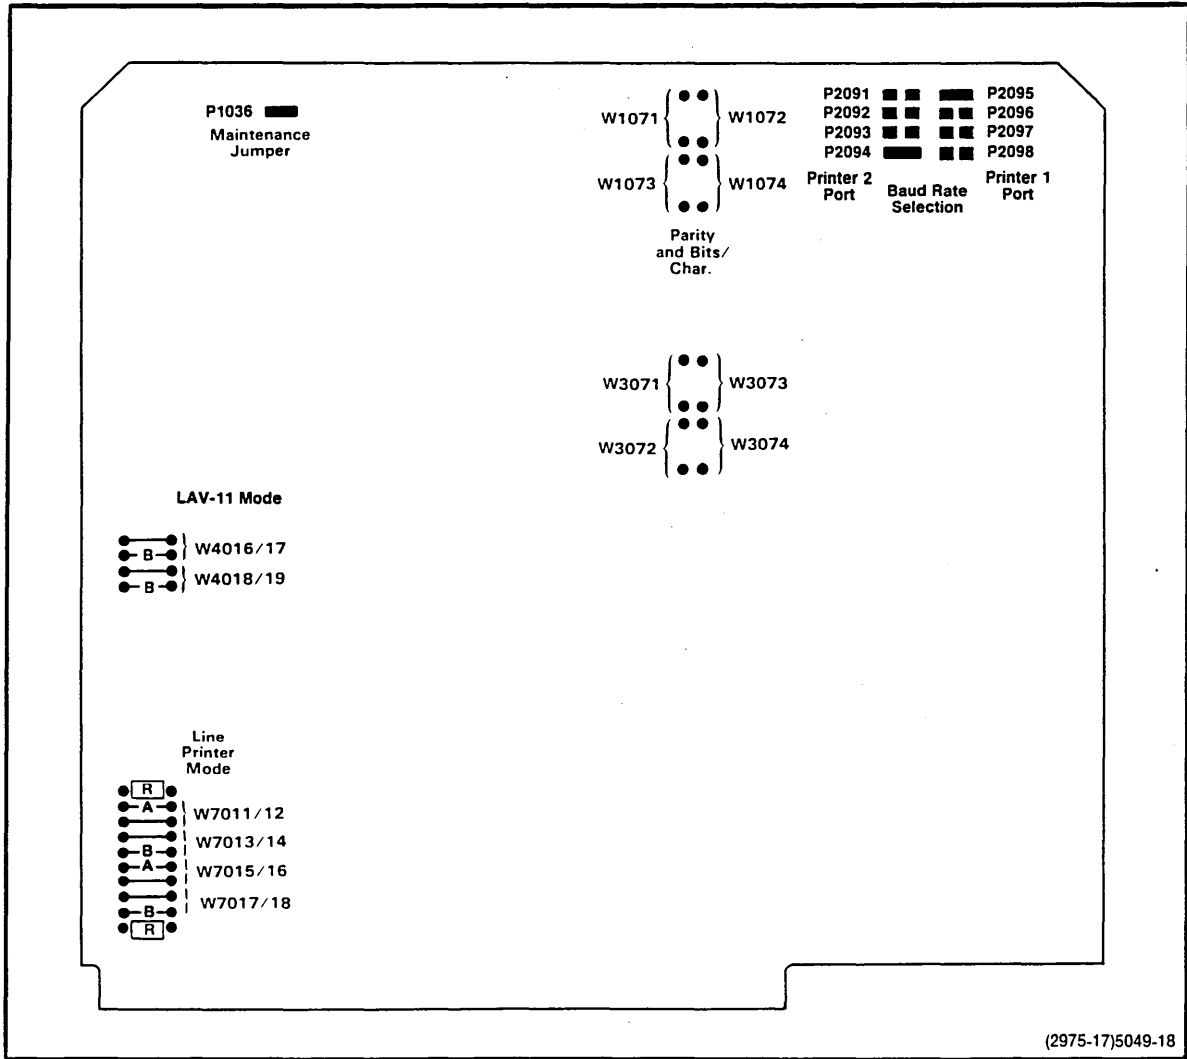 P1036
Maintenance
Jumper
W1071
W1072
W1073
W1074
Parity
and Bits/
Char.
P2091
P2095
P2092
P2096
P2093
P2097
P2094
P2098
Printer 2
Port
Baud Rate
Selection
Printer 1
Port
W3071
W3073
W3072
W3074
LAV-11 Mode
B
W4016/17
B
W4018/19
Line
Printer
Mode
R
A
W7011/12
W7013/14
B
A
W7015/16
W7017/18
B
R
(2975-17)5049-18